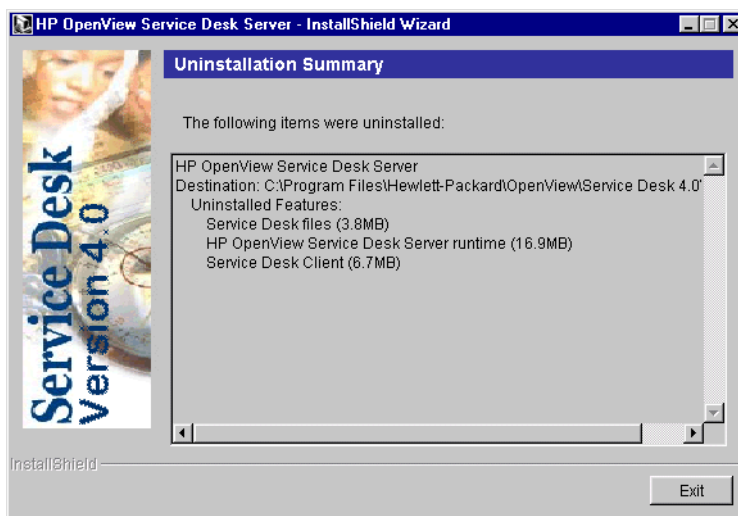 HP OpenView Service Desk Server - InstallShield Wizard
Service Desk
Version 4.0
Uninstallation Summary
The following items were uninstalled:
HP OpenView Service Desk Server
Destination: C:\Program Files\Hewlett-Packard\OpenView\Service Desk 4.0
Uninstalled Features:
Service Desk files (3.8MB)
HP OpenView Service Desk Server runtime (16.9MB)
Service Desk Client (6.7MB)
InstallShield
Exit